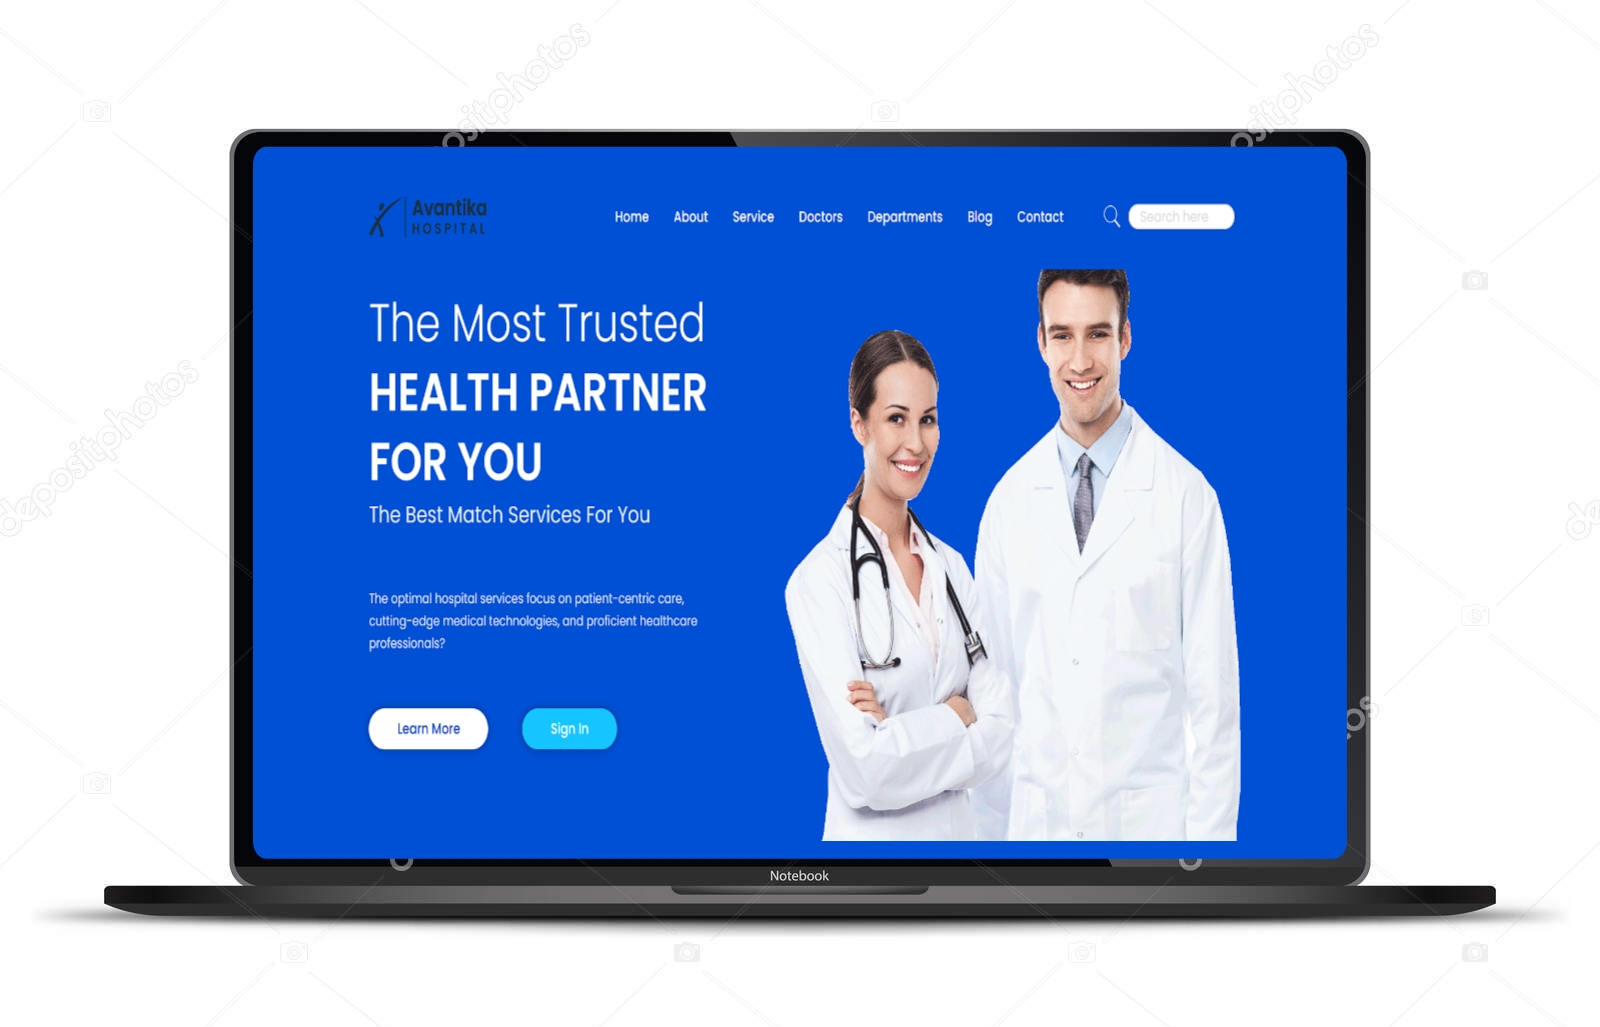 depositphotos
Avantika
HOSPITAL
Home About Service Doctors Departments Blog Contact Search here
The Most Trusted
HEALTH PARTNER
FOR YOU
The Best Match Services For You
The optimal hospital services focus on patient-centric care,
cutting-edge medical technologies, and proficient healthcare
professionals?
Learn More Sign In
Notebook